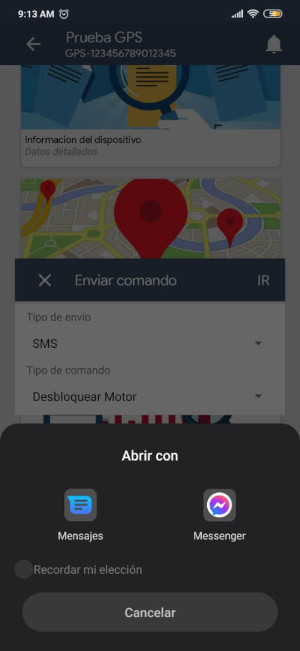 9:13 AM
Prueba GPS
GPS-123456789012345
Informacion del dispositivo
Datos detallados
Enviar comando
IR
Tipo de envio
SMS
Tipo de comando
Desbloquear Motor
Abrir con
Mensajes
Messenger
Recordar mi elección
Cancelar